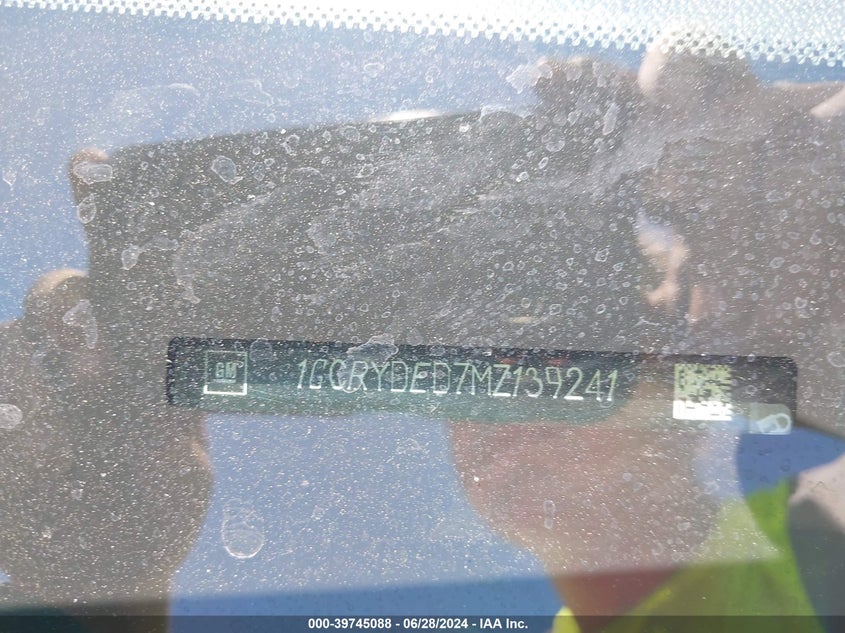 GM 1GCRYDED7MZ139241
000-39745088 - 06/28/2024 - IAA Inc.